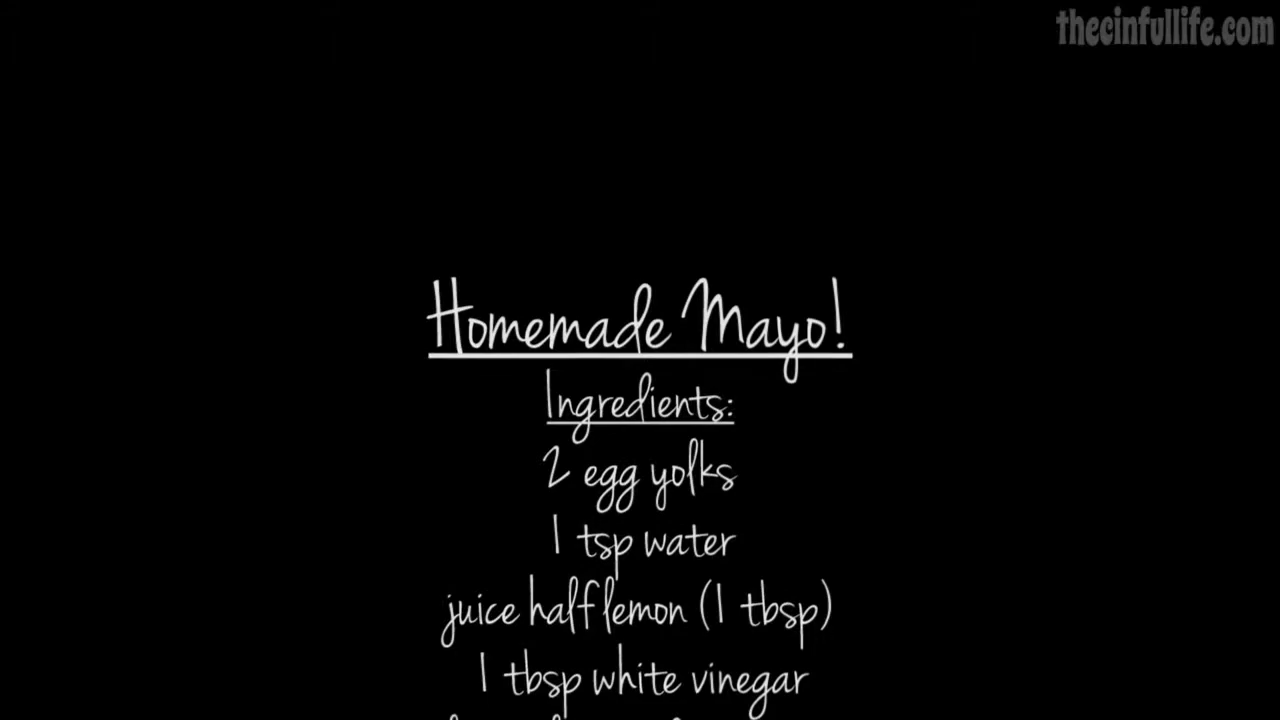 thecinfullife.com
Homemade Mayo!
Ingredients:
2 egg yolks
1 tsp water
juice half lemon (1 tbsp)
1 tbsp white vinegar